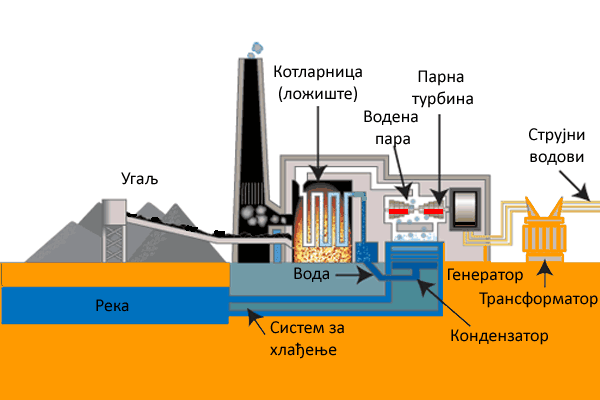 Котларница
(ложиште)
Парна
турбина
Водена
пара
Струјни
водови
Угаљ
Вода
Генератор
Трансформатор
Река
Систем за
хлађење
Кондензатор